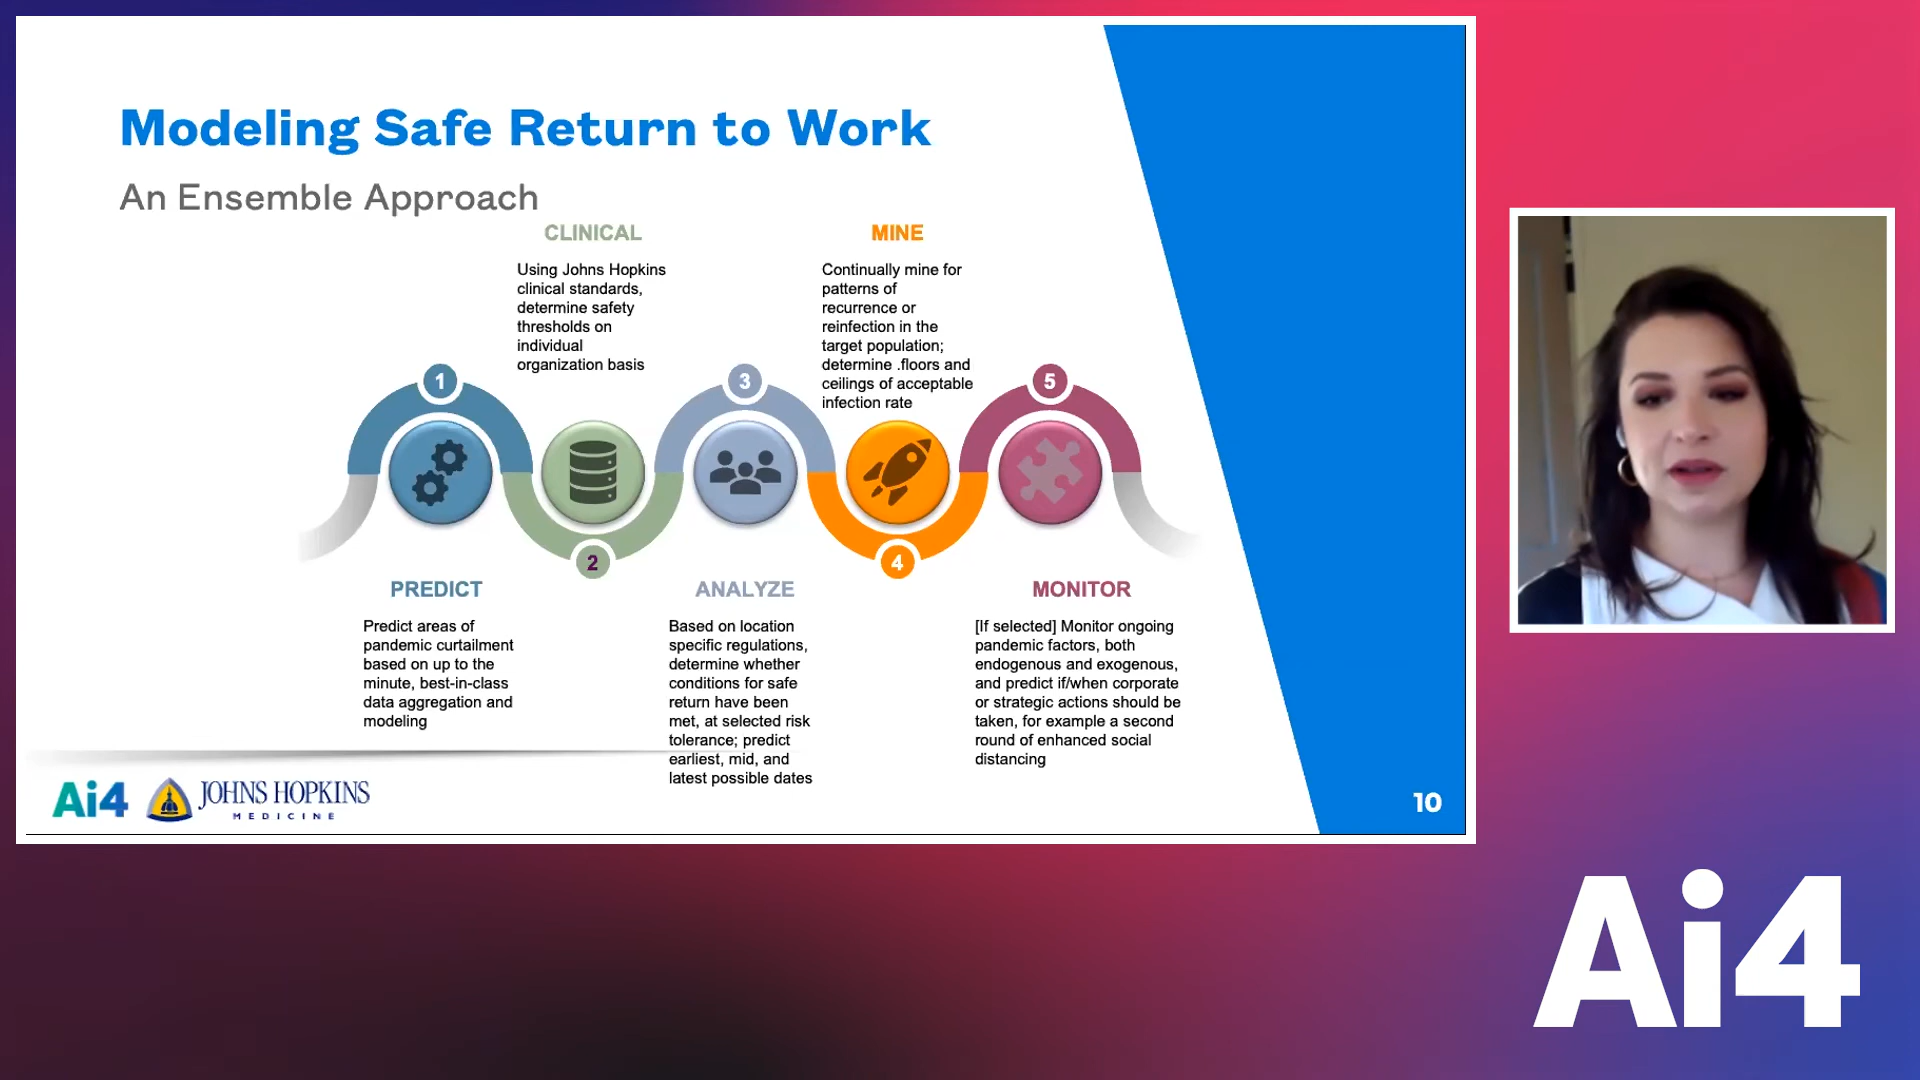 Modeling Safe Return to Work
An Ensemble Approach
CLINICAL
Using Johns Hopkins
clinical standards,
determine safety
thresholds on
individual
organization basis
MINE
Continually mine for
patterns of
recurrence or
reinfection in the
target population;
determine .floors and
ceilings of acceptable
infection rate
1
3
5
2
4
PREDICT
Predict areas of
pandemic curtailment
based on up to the
minute, best-in-class
data aggregation and
modeling
ANALYZE
Based on location
specific regulations,
determine whether
conditions for safe
return have been
met, at selected risk
tolerance; predict
earliest, mid, and
latest possible dates
MONITOR
[If selected] Monitor ongoing
pandemic factors, both
endogenous and exogenous,
and predict if/when corporate
or strategic actions should be
taken, for example a second
round of enhanced social
distancing
Ai4
JOHNS HOPKINS
MEDICINE
10
Ai4